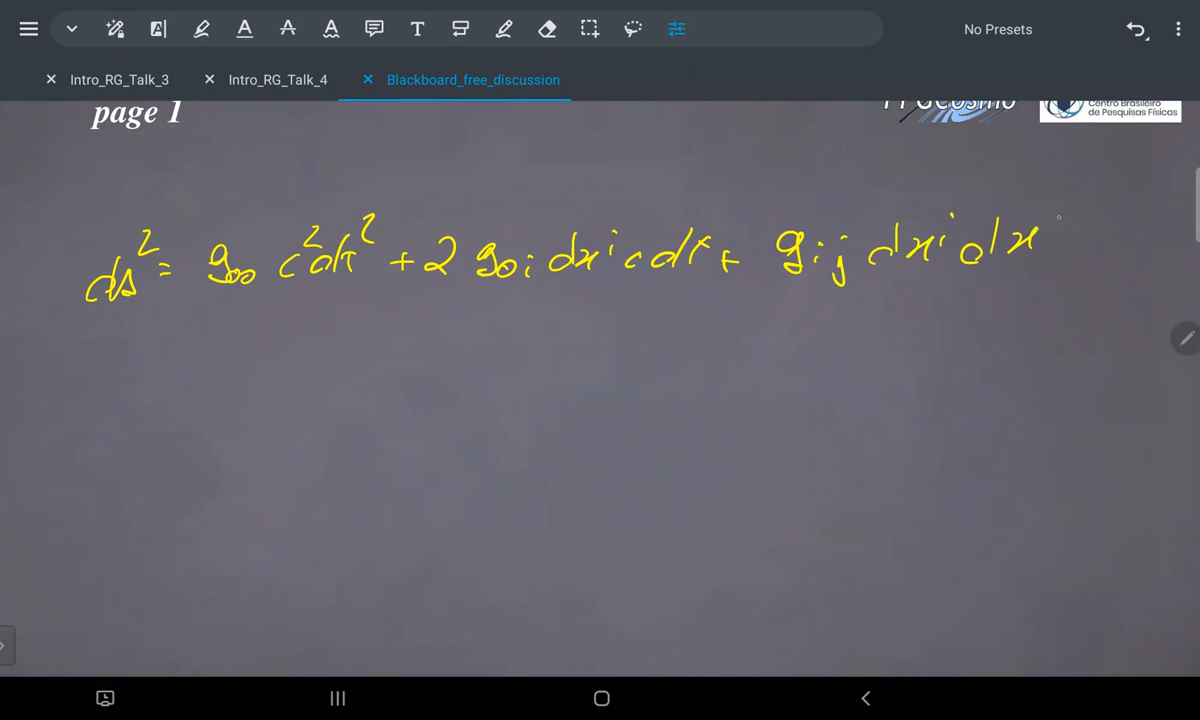 No Presets
Intro_RG_Talk_3 Intro_RG_Talk_4 Blackboard_free_discussion
page 1
Centro Brasileiro
de Pesquisas Físicas
ds² = g₀₀ c²dt² + 2 g₀ᵢ dxⁱ c dt + gᵢⱼ dxⁱ dx